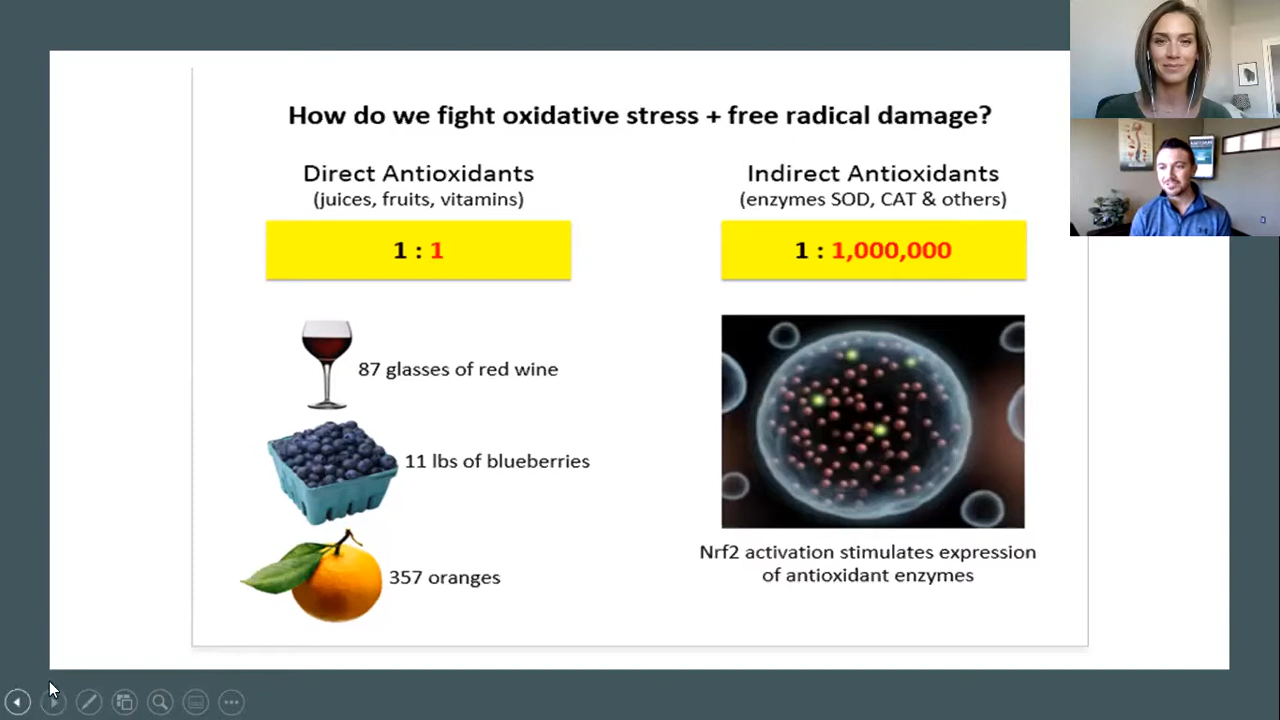 How do we fight oxidative stress + free radical damage?
Direct Antioxidants
(juices, fruits, vitamins)
1 : 1
87 glasses of red wine
11 lbs of blueberries
357 oranges
Indirect Antioxidants
(enzymes SOD, CAT & others)
1 : 1,000,000
Nrf2 activation stimulates expression
of antioxidant enzymes